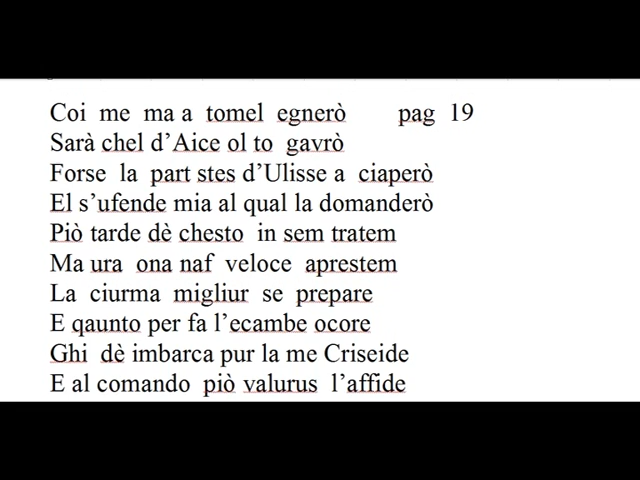 Coi me ma a tomel egnerò pag 19
Sarà chel d'Aice ol to gavrò
Forse la part stes d'Ulisse a ciaperò
El s'ufende mia al qual la domanderò
Piò tarde dè chesto in sem tratem
Ma ura ona naf veloce aprestem
La ciurma migliur se prepare
E qaunto per fa l'ecambe ocore
Ghi dè imbarca pur la me Criseide
E al comando piò valurus l'affide